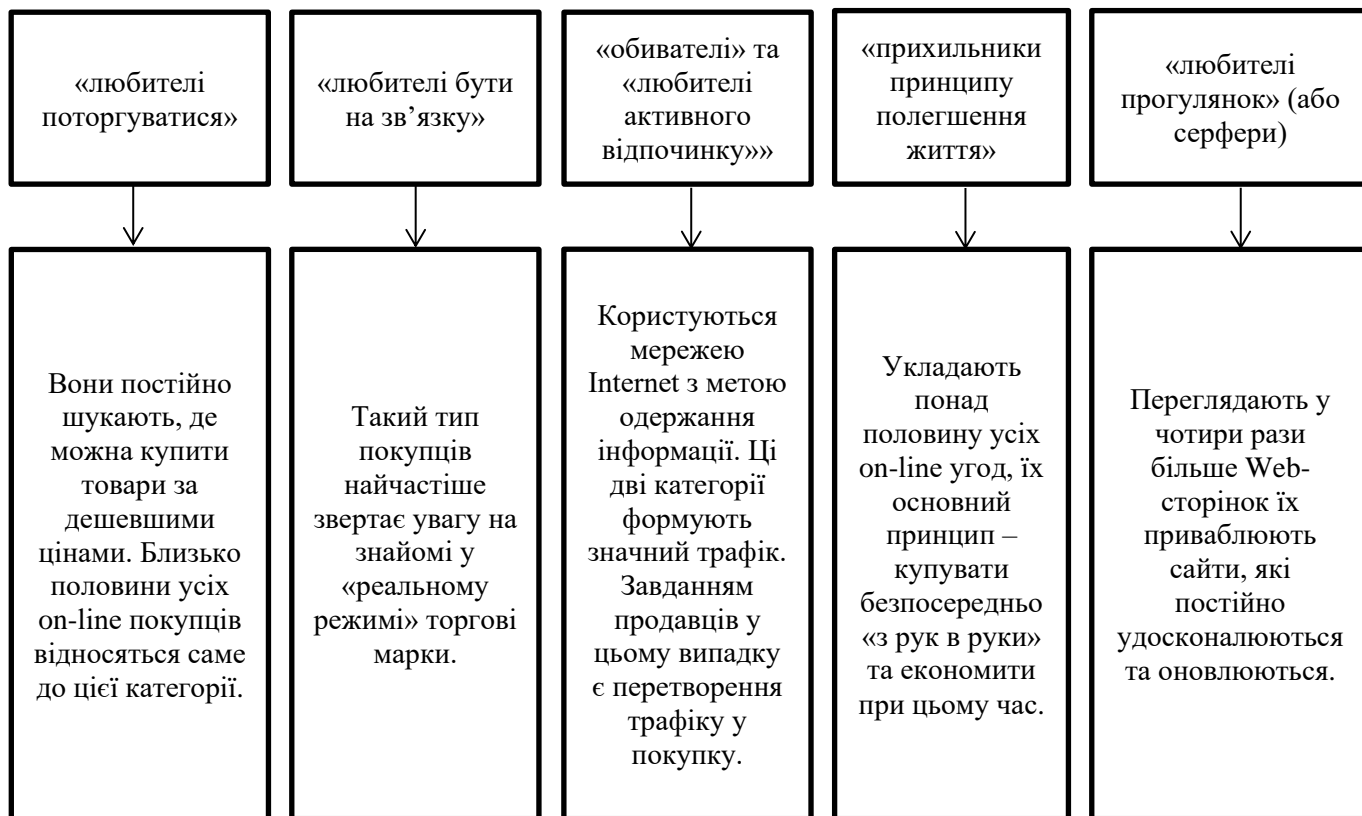 «любителі
поторгуватися»
«любителі бути
на зв’язку»
«обивателі» та
«любителі
активного
відпочинку»»
«прихильники
принципу
полегшення
життя»
«любителі
прогулянок» (або
серфери)
Вони постійно
шукають, де
можна купити
товари за
дешевшими
цінами. Близько
половини усіх
on-line покупців
відносяться саме
до цієї категорії.
Такий тип
покупців
найчастіше
звертає увагу на
знайомі у
«реальному
режимі» торгові
марки.
Користуються
мережею
Internet з метою
одержання
інформації. Ці
дві категорії
формують
значний трафік.
Завданням
продавців у
цьому випадку
є перетворення
трафіку у
покупку.
Укладають
понад
половину усіх
on-line угод, їх
основний
принцип –
купувати
безпосередньо
«з рук в руки»
та економити
при цьому час.
Переглядають у
чотири рази
більше Web-
сторінок їх
приваблюють
сайти, які
постійно
удосконалюються
та оновлюються.